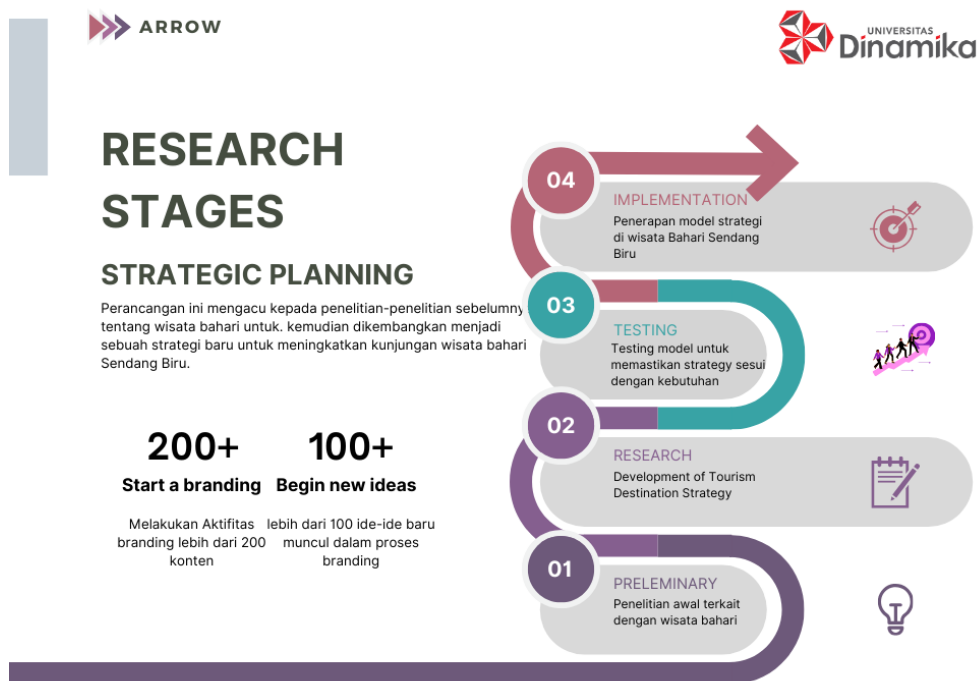 ARROW
UNIVERSITAS
Dinamika
RESEARCH
STAGES
STRATEGIC PLANNING
Perancangan ini mengacu kepada penelitian-penelitian sebelumny
tentang wisata bahari untuk. kemudian dikembangkan menjadi
sebuah strategi baru untuk meningkatkan kunjungan wisata bahari
Sendang Biru.
200+
Start a branding
Melakukan Aktifitas
branding lebih dari 200
konten
100+
Begin new ideas
lebih dari 100 ide-ide baru
muncul dalam proses
branding
04
IMPLEMENTATION
Penerapan model strategi
di wisata Bahari Sendang
Biru
03
TESTING
Testing model untuk
memastikan strategy sesui
dengan kebutuhan
02
RESEARCH
Development of Tourism
Destination Strategy
01
PRELEMINARY
Penelitian awal terkait
dengan wisata bahari